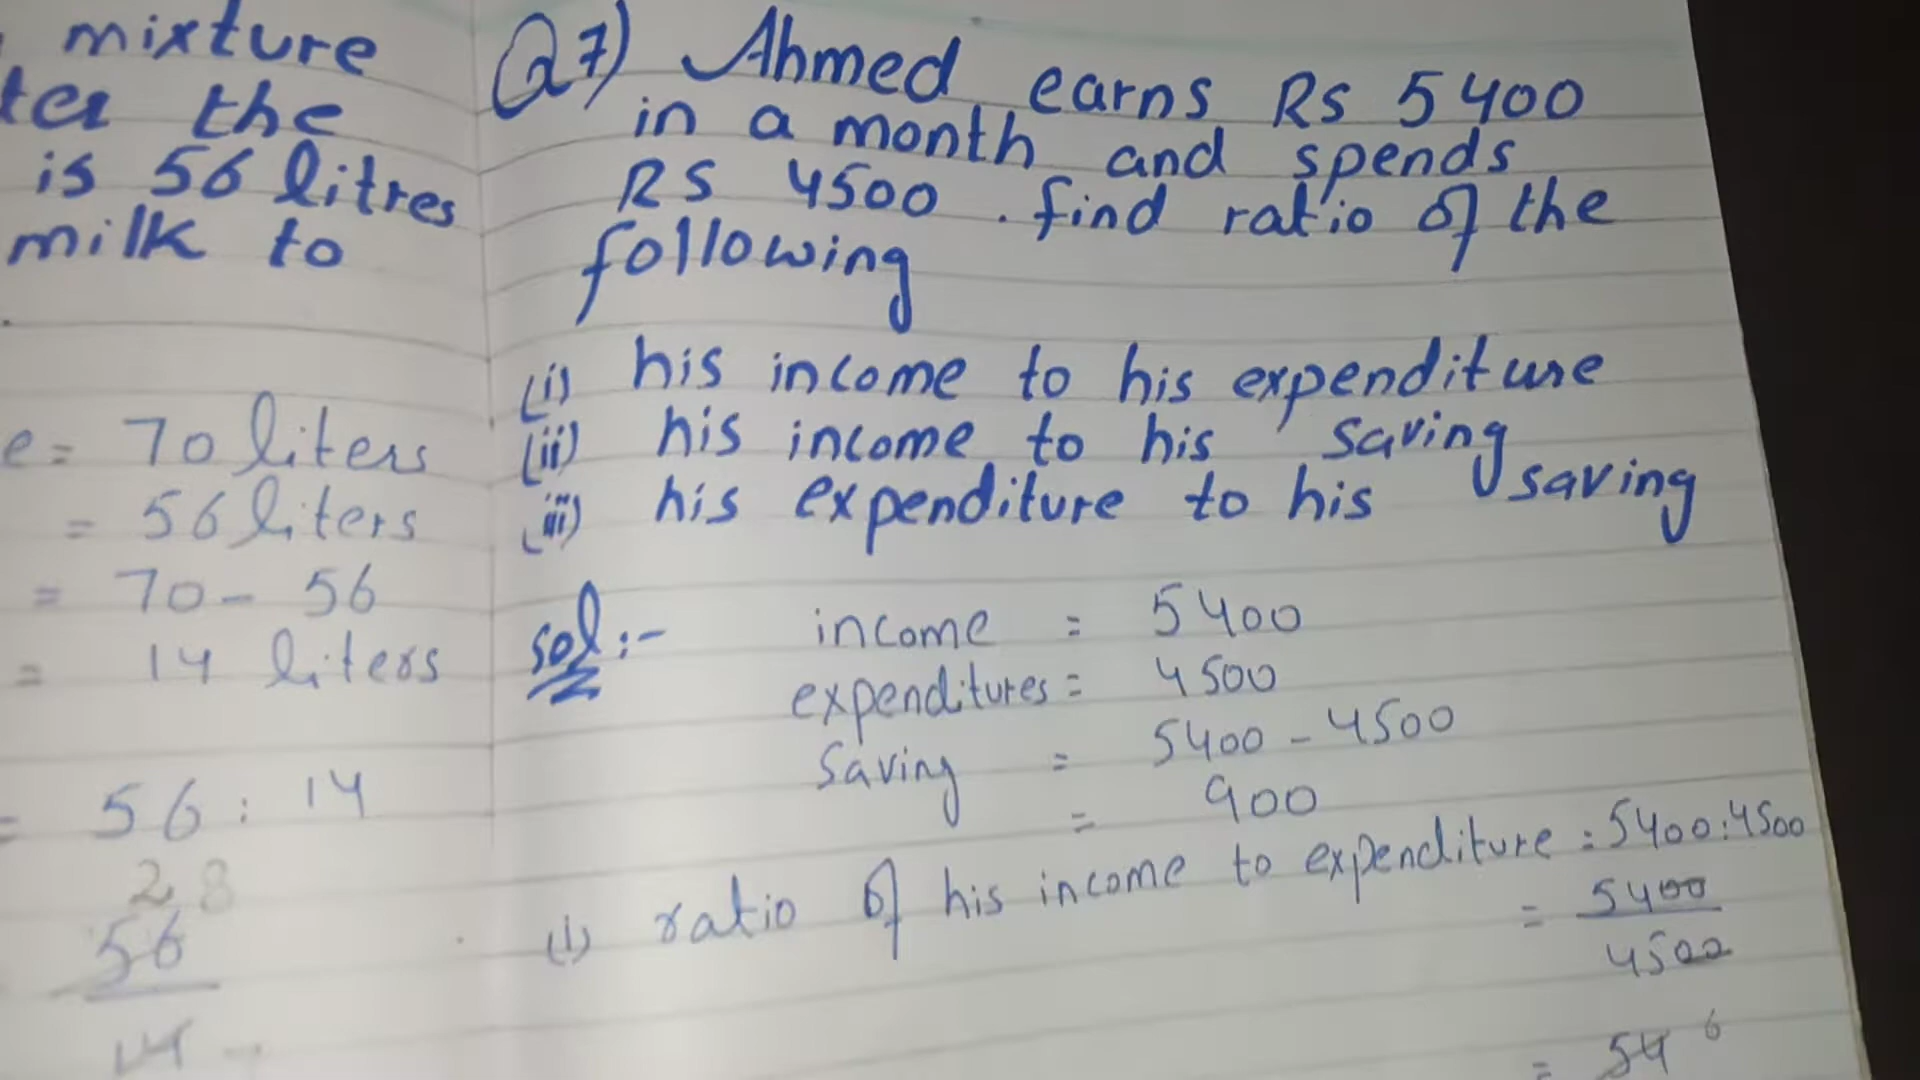 mixture
the
is 56 litres
milk to
e = 70 liters
= 56 liters
= 70 - 56
= 14 liters
= 56 : 14
28
56
14
Q7) Ahmed earns Rs 5400
in a month and spends
RS 4500 . find ratio of the
following
(i) his income to his expenditure
(ii) his income to his saving
(iii) his expenditure to his saving
sol:- income = 5400
expenditures = 4500
Saving = 5400 - 4500
= 900
(i) ratio of his income to expenditure = 5400:4500
= 5400
4500
= 54 6